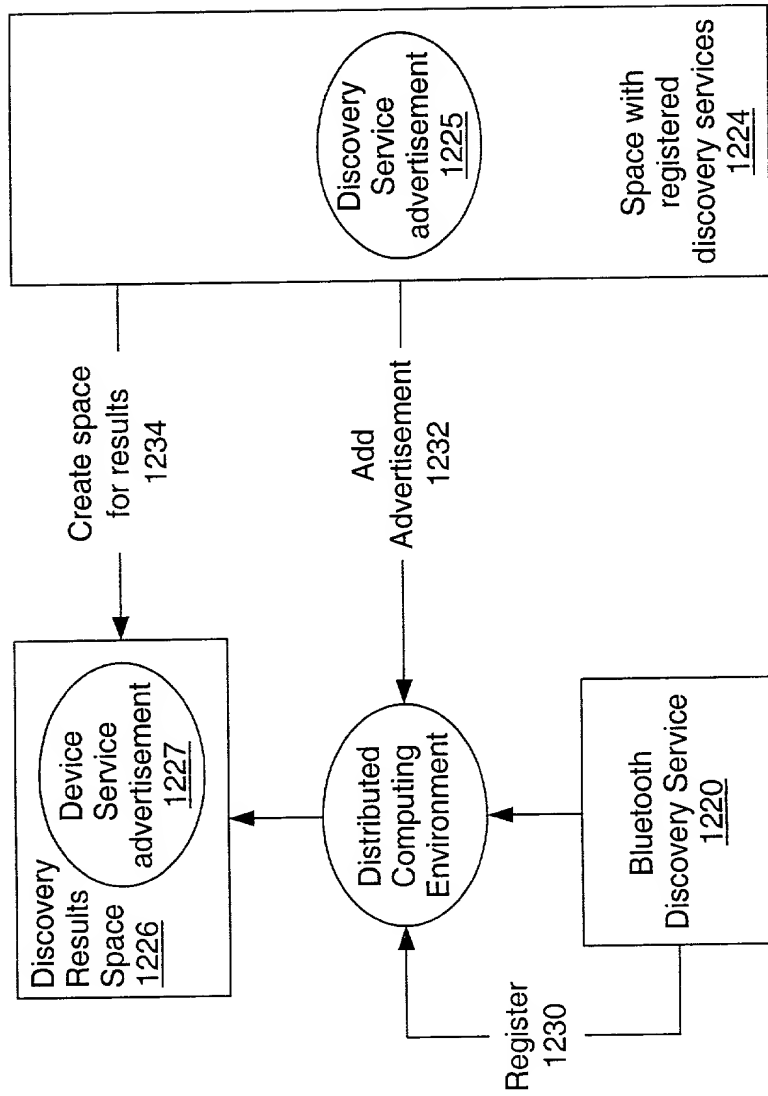 Discovery
Results
Space
1226
Device
Service
advertisement
1227
Create space
for results
1234
Distributed
Computing
Environment
Add
Advertisement
1232
Discovery
Service
advertisement
1225
Space with
registered
discovery services
1224
Register
1230
Bluetooth
Discovery Service
1220